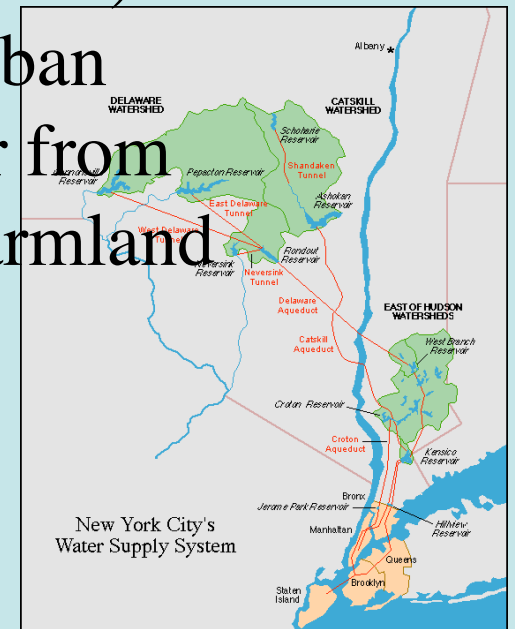 ban
r from
armland
Albany
DELAWARE
WATERSHED
CATSKILL
WATERSHED
Schoharie
Reservoir
Shandaken
Tunnel
Reservoir
Pepacton Reservoir
Ashokan
Reservoir
East Delaware
Tunnel
West Delaware
Tunnel
Neversink
Reservoir
Rondout
Reservoir
Neversink
Tunnel
Delaware
Aqueduct
EAST OF HUDSON
WATERSHEDS
Catskill
Aqueduct
West Branch
Reservoir
Croton Reservoir
Croton
Aqueduct
Kensico
Reservoir
Bronx
Jerome Park Reservoir
Hillview
Reservoir
Manhattan
New York City's
Water Supply System
Queens
Brooklyn
Staten
Island